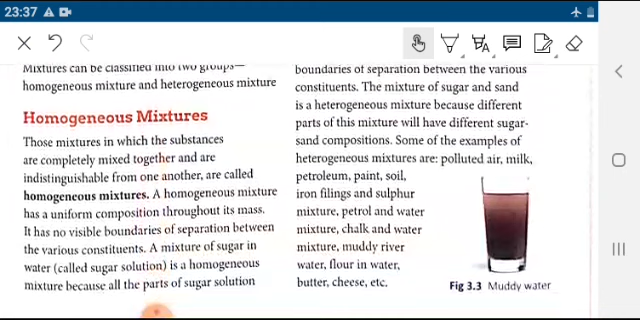 23:37
Mixtures can be classified into two groups—
homogeneous mixture and heterogeneous mixture
Homogeneous Mixtures
Those mixtures in which the substances
are completely mixed together and are
indistinguishable from one another, are called
homogeneous mixtures. A homogeneous mixture
has a uniform composition throughout its mass.
It has no visible boundaries of separation between
the various constituents. A mixture of sugar in
water (called sugar solution) is a homogeneous
mixture because all the parts of sugar solution
boundaries of separation between the various
constituents. The mixture of sugar and sand
is a heterogeneous mixture because different
parts of this mixture will have different sugar-
sand compositions. Some of the examples of
heterogeneous mixtures are: polluted air, milk,
petroleum, paint, soil,
iron filings and sulphur
mixture, petrol and water
mixture, chalk and water
mixture, muddy river
water, flour in water,
butter, cheese, etc.
Fig 3.3 Muddy water